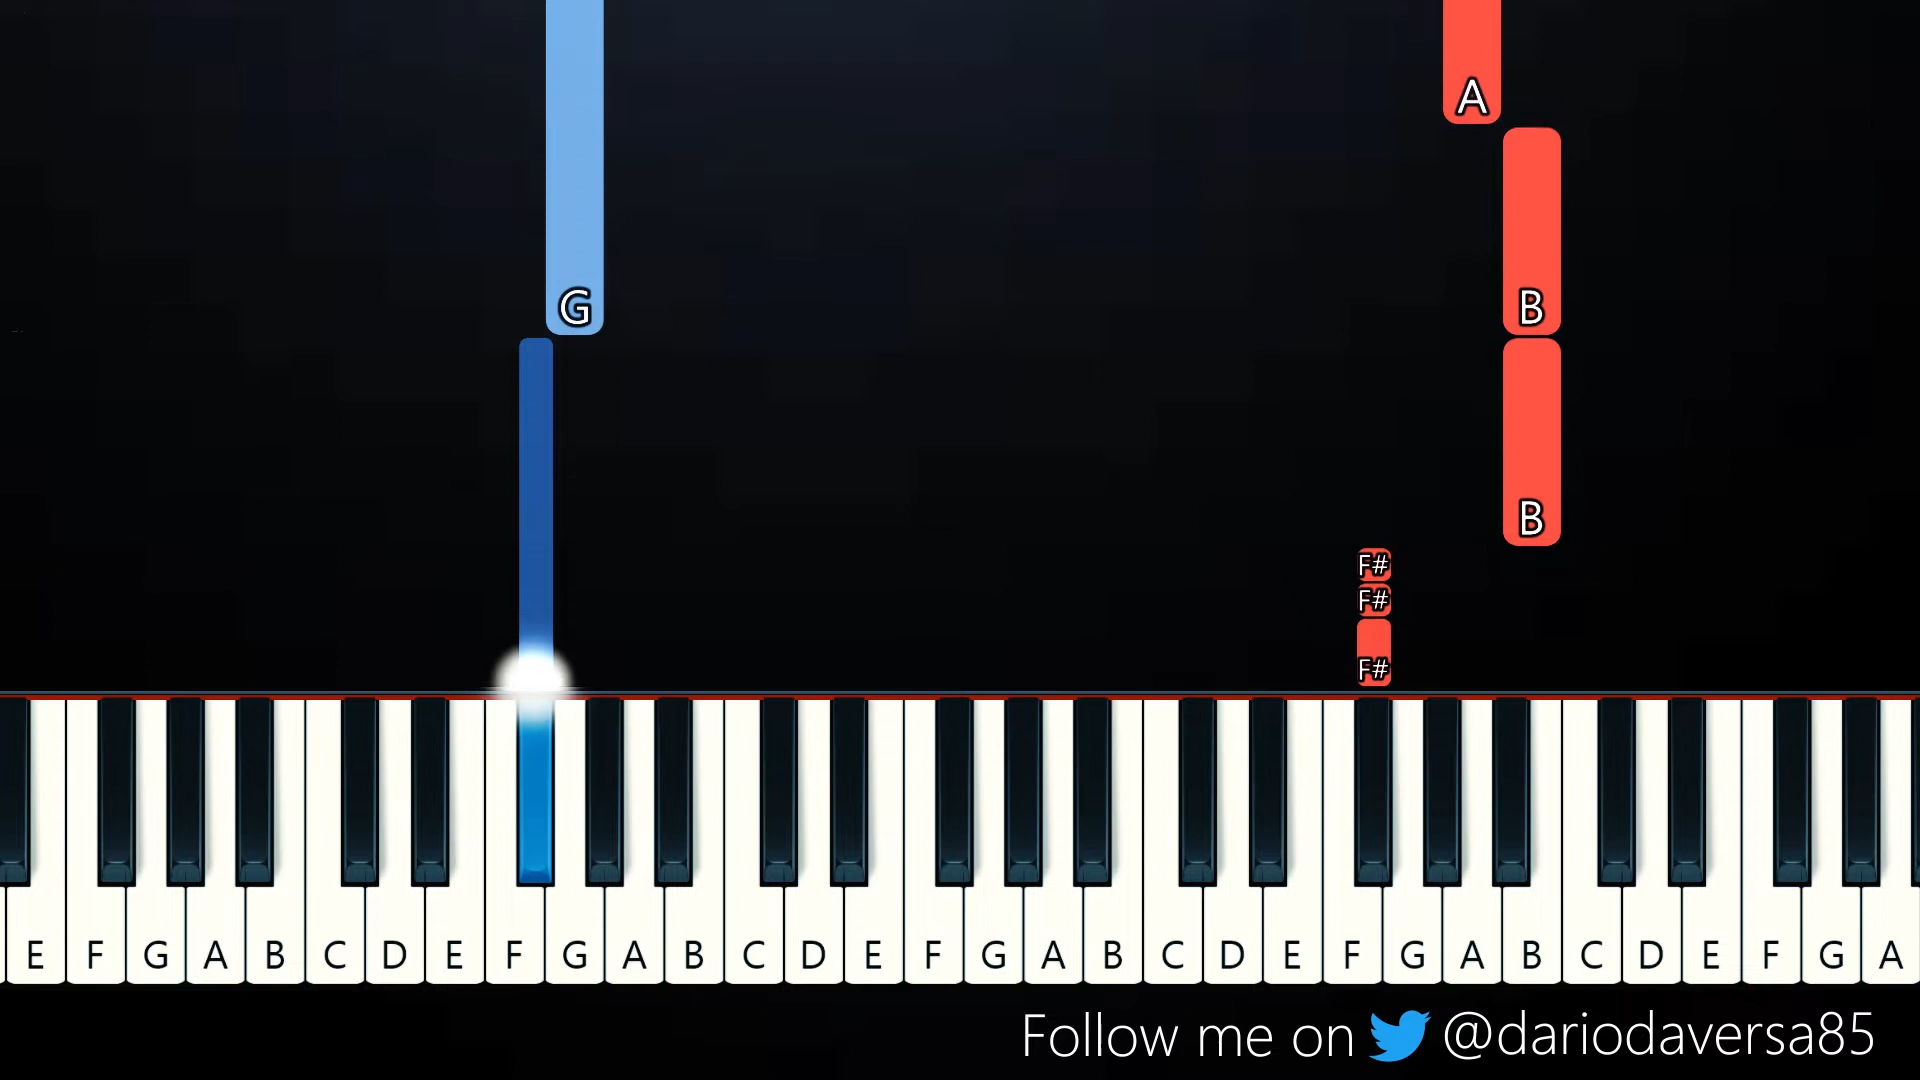 A
G
B
B
F#
F#
F#
E F G A B C D E F G A B C D E F G A B C D E F G A B C D E F G A
Follow me on @dariodaversa85